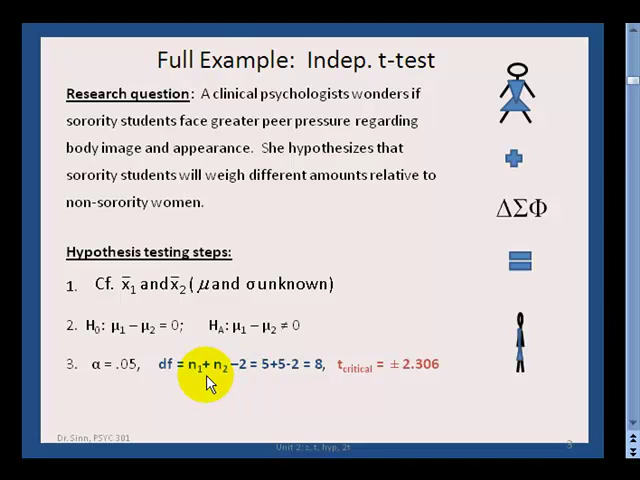 Full Example: Indep. t-test
Research question: A clinical psychologists wonders if
sorority students face greater peer pressure regarding
body image and appearance. She hypothesizes that
sorority students will weigh different amounts relative to
non-sorority women.
ΔΣΦ
Hypothesis testing steps:
1. Cf. x̅₁ and x̅₂ ( μ and σ unknown)
2. H₀: μ₁ – μ₂ = 0; Hₐ: μ₁ – μ₂ ≠ 0
3. α = .05, df = n₁+ n₂ –2 = 5+5-2 = 8, t critical = ± 2.306
Dr. Sinn, PSYC 301
Unit 2: z, t, hyp, 2t
3